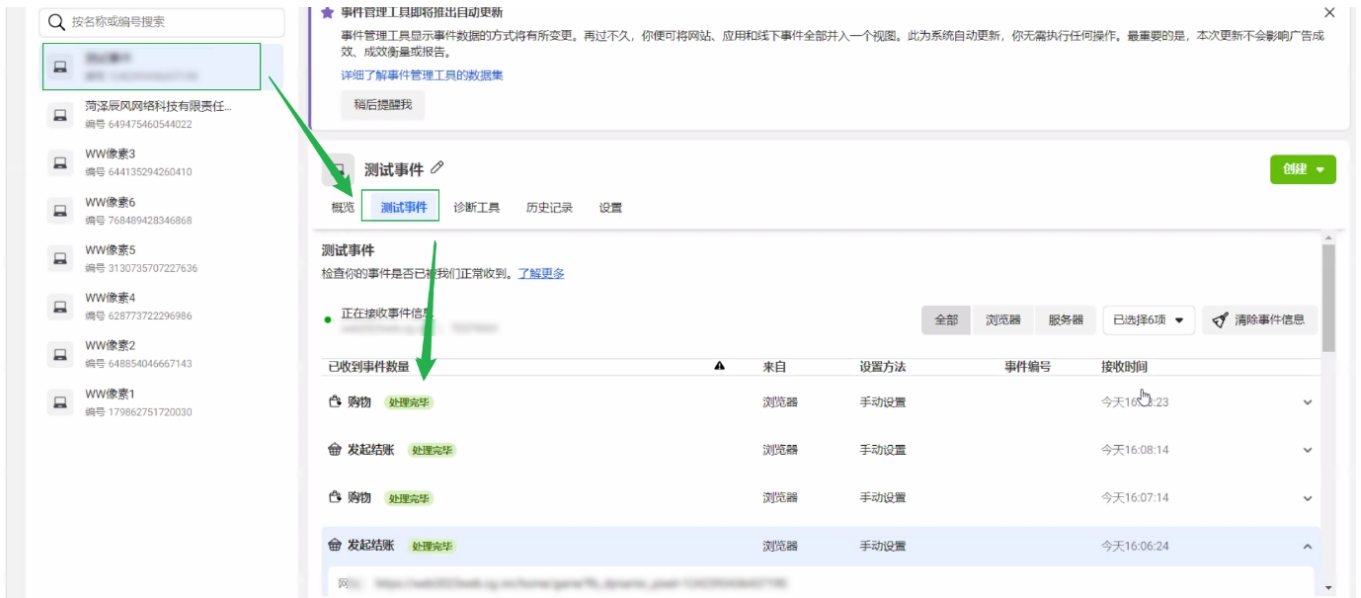 按名称或编号搜索
菏泽辰风网络科技有限责任...
编号 649475460544022
WW像素3
编号 644135294260410
WW像素6
编号 768489428346868
WW像素5
编号 3130735707227636
WW像素4
编号 628773722296986
WW像素2
编号 648854046667143
WW像素1
编号 179862751720030
事件管理工具即将推出自动更新
事件管理工具显示事件数据的方式将有所变更。再过不久，你便可将网站、应用和线下事件全部并入一个视图。此为系统自动更新，你无需执行任何操作。最重要的是，本次更新不会影响广告成
效、成效衡量或报告。
详细了解事件管理工具的数据集
稍后提醒我
测试事件
创建
概览 测试事件 诊断工具 历史记录 设置
测试事件
检查你的事件是否已被我们正常收到。了解更多
正在接收事件信息
全部 浏览器 服务器 已选择6项 清除事件信息
已收到事件数量 来自 设置方法 事件编号 接收时间
购物 处理完毕 浏览器 手动设置 :23
发起结账 处理完毕 浏览器 手动设置 今天16:08:14
购物 处理完毕 浏览器 手动设置 今天16:07:14
发起结账 处理完毕 浏览器 手动设置 今天16:06:24